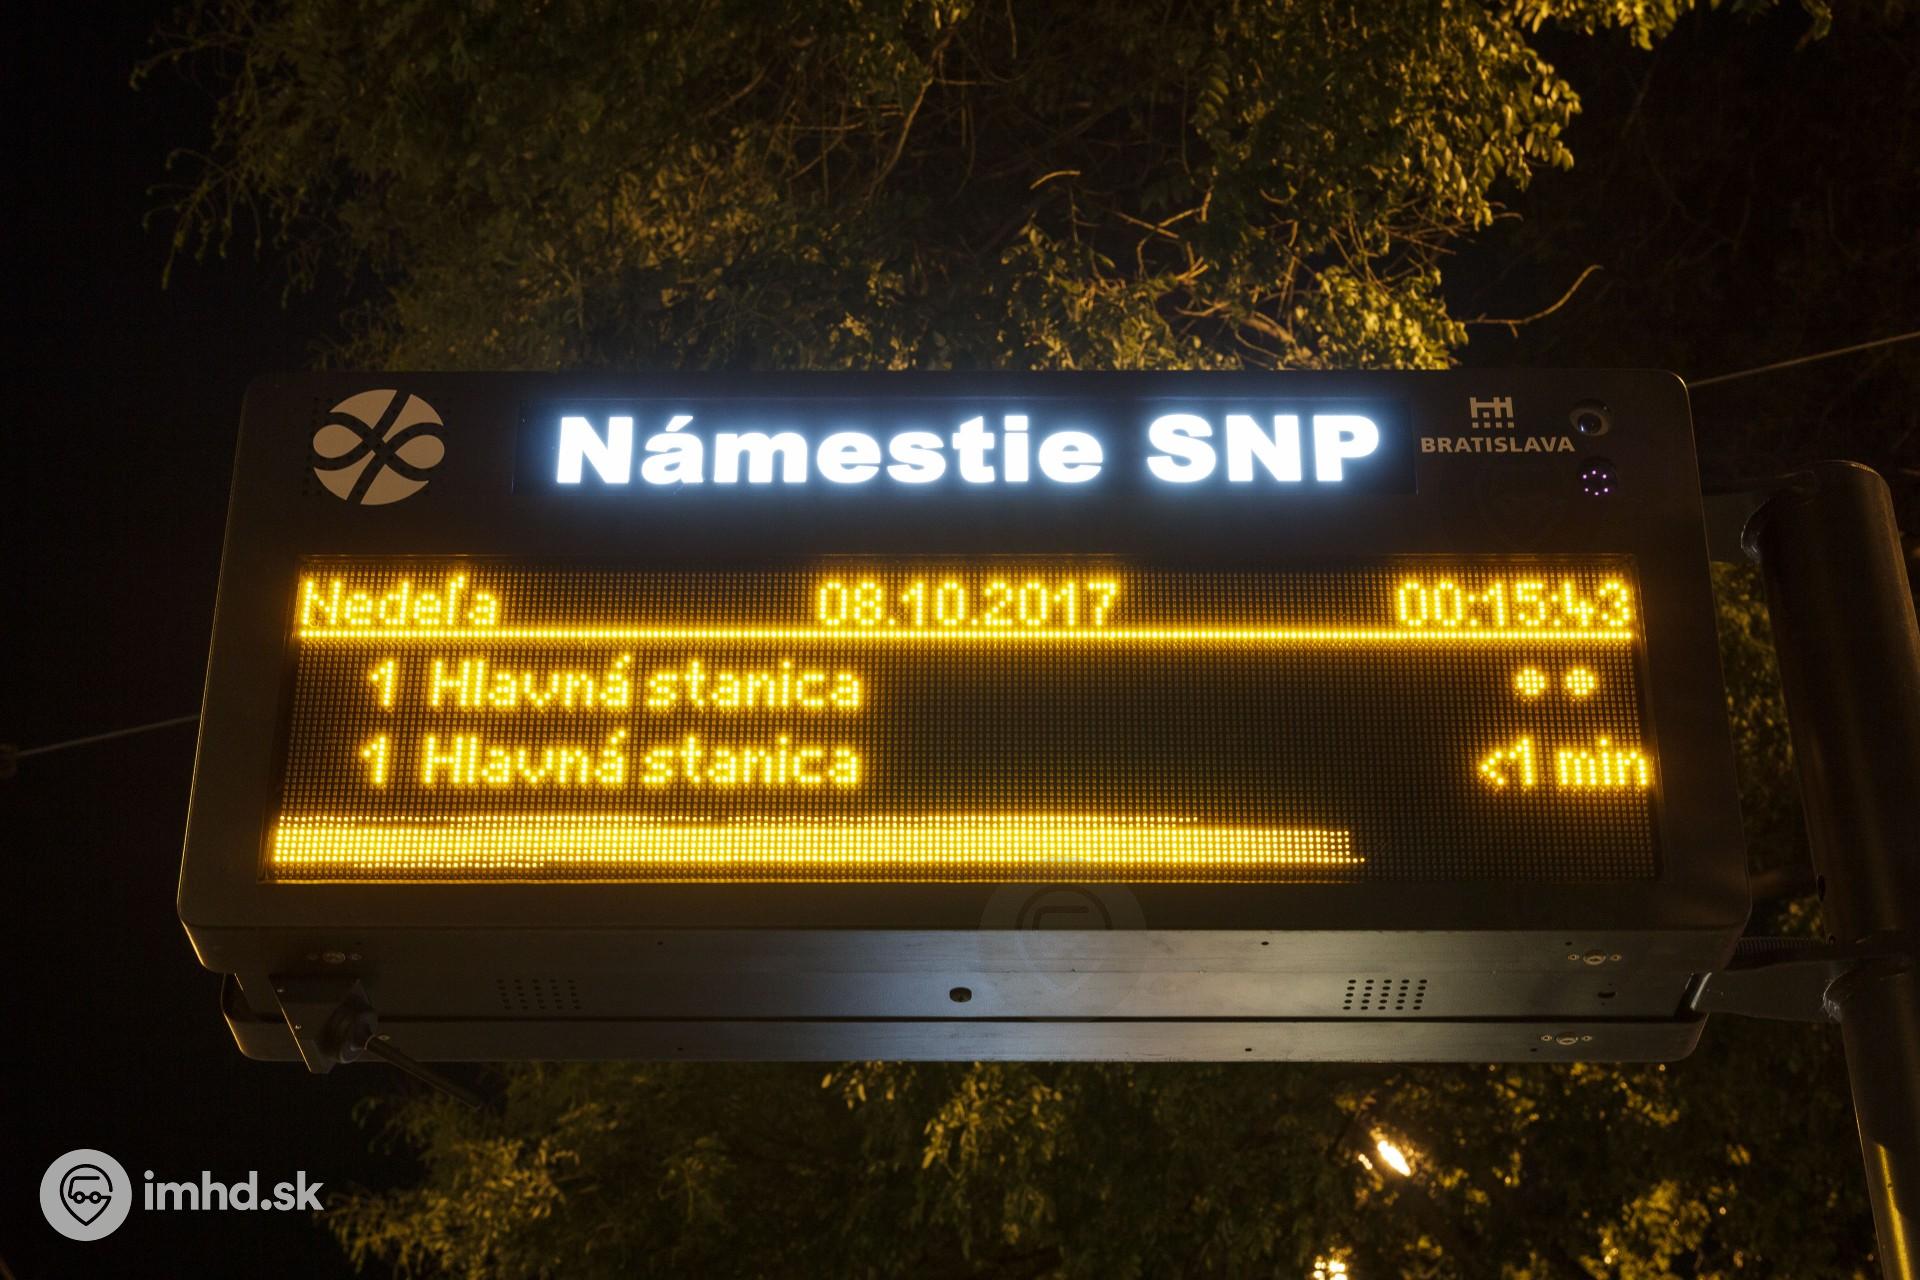 Námestie SNP
BRATISLAVA
Nedeľa 08.10.2017 00:15:43
1 Hlavná stanica **
1 Hlavná stanica <1 min
imhd.sk